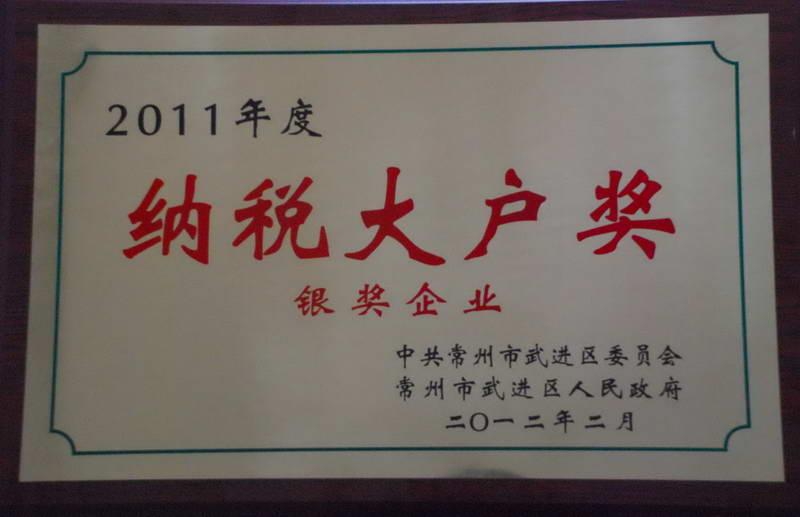 2011年度
纳税大户奖
银奖企业
中共常州市武进区委员会
常州市武进区人民政府
二〇一二年二月